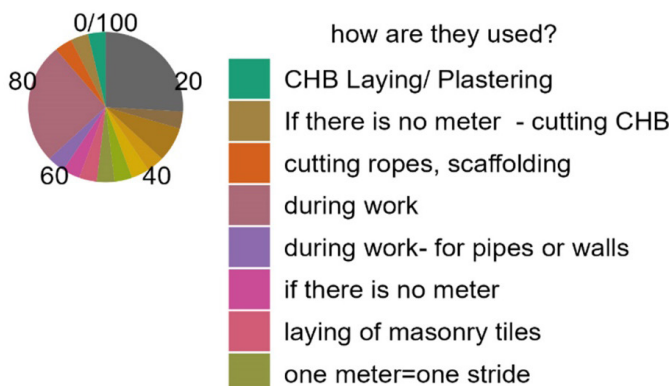 0/100
20
40
60
80
how are they used?
CHB Laying/ Plastering
If there is no meter - cutting CHB
cutting ropes, scaffolding
during work
during work- for pipes or walls
if there is no meter
laying of masonry tiles
one meter=one stride